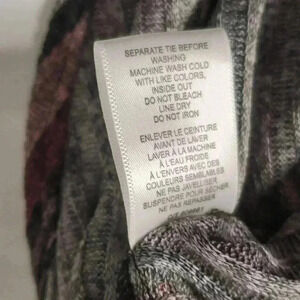 SEPARATE TIE BEFORE
WASHING
MACHINE WASH COLD
WITH LIKE COLORS,
INSIDE OUT
DO NOT BLEACH
LINE DRY
DO NOT IRON
ENLEVER LE CEINTURE
AVANT DE LAVER
LAVER À LA MACHINE
À L'EAU FROIDE
À L'ENVERS AVEC DES
COULEURS SEMBLABLES
NE PAS JAVELLISER
SUSPENDRE POUR SÉCHER
NE PAS REPASSER